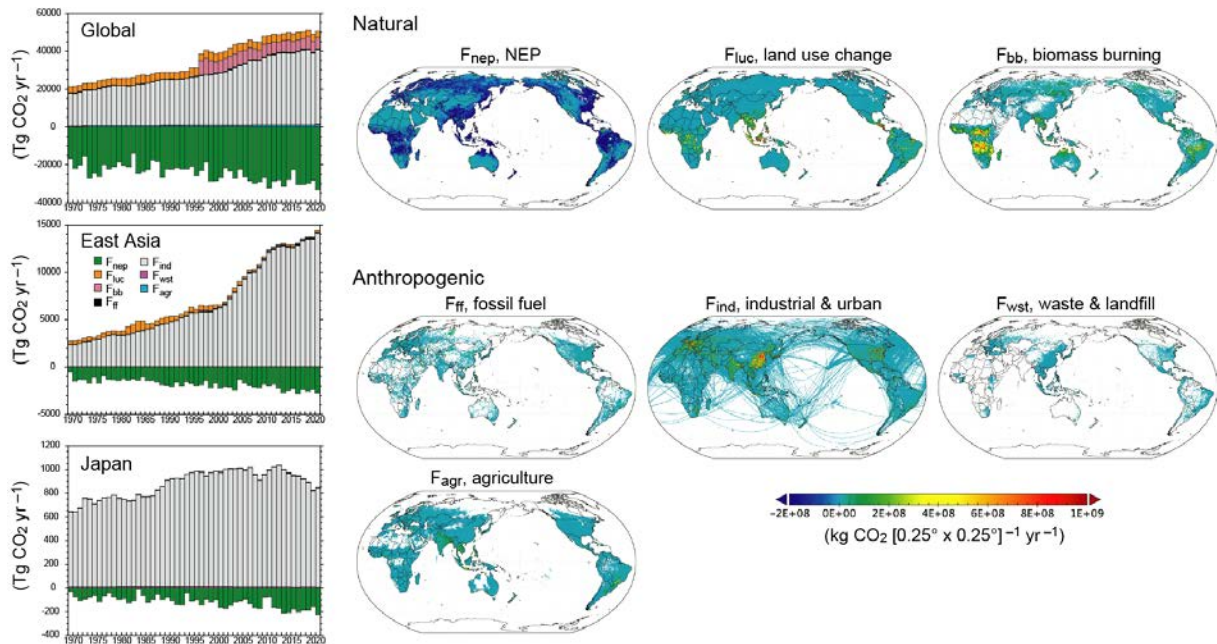 Global
(Tg CO₂ yr⁻¹)
60000
40000
20000
0
-20000
-40000
1970 1975 1980 1985 1990 1995 2000 2005 2010 2015 2020
East Asia
(Tg CO₂ yr⁻¹)
15000
10000
5000
0
-5000
Fnep Find
Fluc Fwst
Fbb Fagr
Fff
1970 1975 1980 1985 1990 1995 2000 2005 2010 2015 2020
Japan
(Tg CO₂ yr⁻¹)
1200
1000
800
600
400
200
0
-200
-400
1970 1975 1980 1985 1990 1995 2000 2005 2010 2015 2020
Natural
Fnep, NEP
Fluc, land use change
Fbb, biomass burning
Anthropogenic
Fff, fossil fuel
Find, industrial & urban
Fwst, waste & landfill
Fagr, agriculture
-2E+08 0E+00 2E+08 4E+08 6E+08 8E+08 1E+09
(kg CO₂ [0.25° x 0.25°]⁻¹ yr⁻¹)